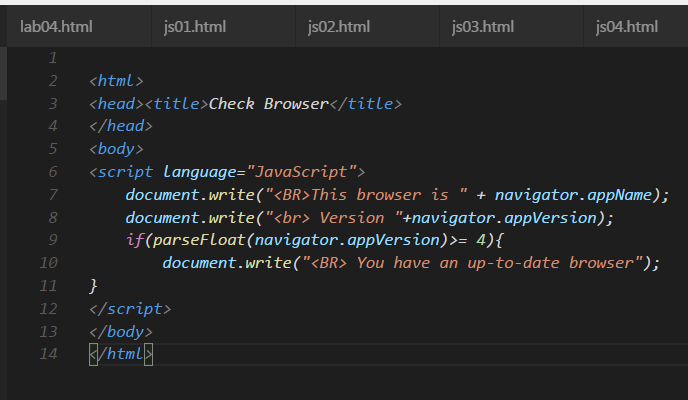 lab04.html js01.html js02.html js03.html js04.html
1
2 <html>
3 <head><title>Check Browser</title>
4 </head>
5 <body>
6 <script language="JavaScript">
7     document.write("<BR>This browser is " + navigator.appName);
8     document.write("<br> Version "+navigator.appVersion);
9     if(parseFloat(navigator.appVersion)>= 4){
10         document.write("<BR> You have an up-to-date browser");
11 }
12 </script>
13 </body>
14 </html>